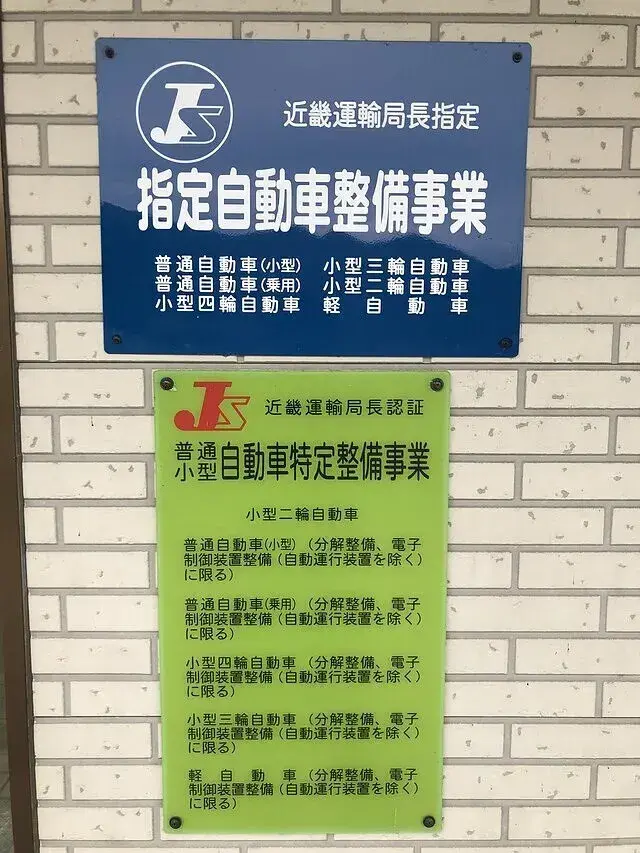 JS
近畿運輸局長指定
指定自動車整備事業
普通自動車(小型) 小型三輪自動車
普通自動車(乗用) 小型二輪自動車
小型四輪自動車 軽自動車
JS 近畿運輸局長認証
普通
小型 自動車特定整備事業
小型二輪自動車
普通自動車(小型)(分解整備、電子
制御装置整備(自動運行装置を除く)
に限る)
普通自動車(乗用)(分解整備、電子
制御装置整備(自動運行装置を除く)
に限る)
小型四輪自動車(分解整備、電子
制御装置整備(自動運行装置を除く)
に限る)
小型三輪自動車(分解整備、電子
制御装置整備(自動運行装置を除く)
に限る)
軽自動車(分解整備、電子
制御装置整備(自動運行装置を除く)
に限る)